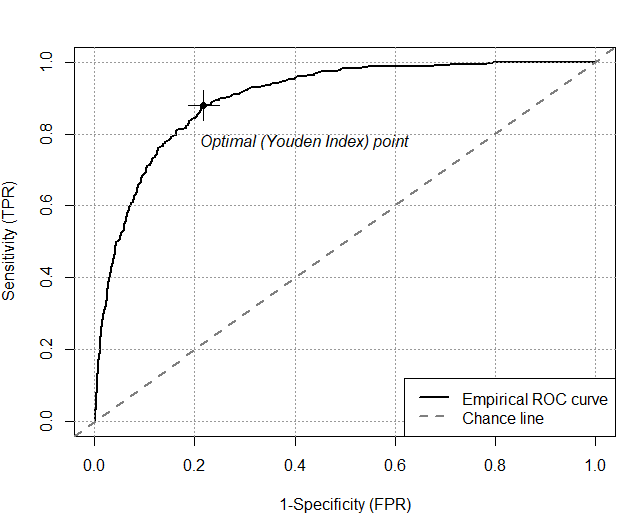 Sensitivity (TPR)
1.0
0.8
0.6
0.4
0.2
0.0
Optimal (Youden Index) point
Empirical ROC curve
Chance line
0.0 0.2 0.4 0.6 0.8 1.0
1-Specificity (FPR)